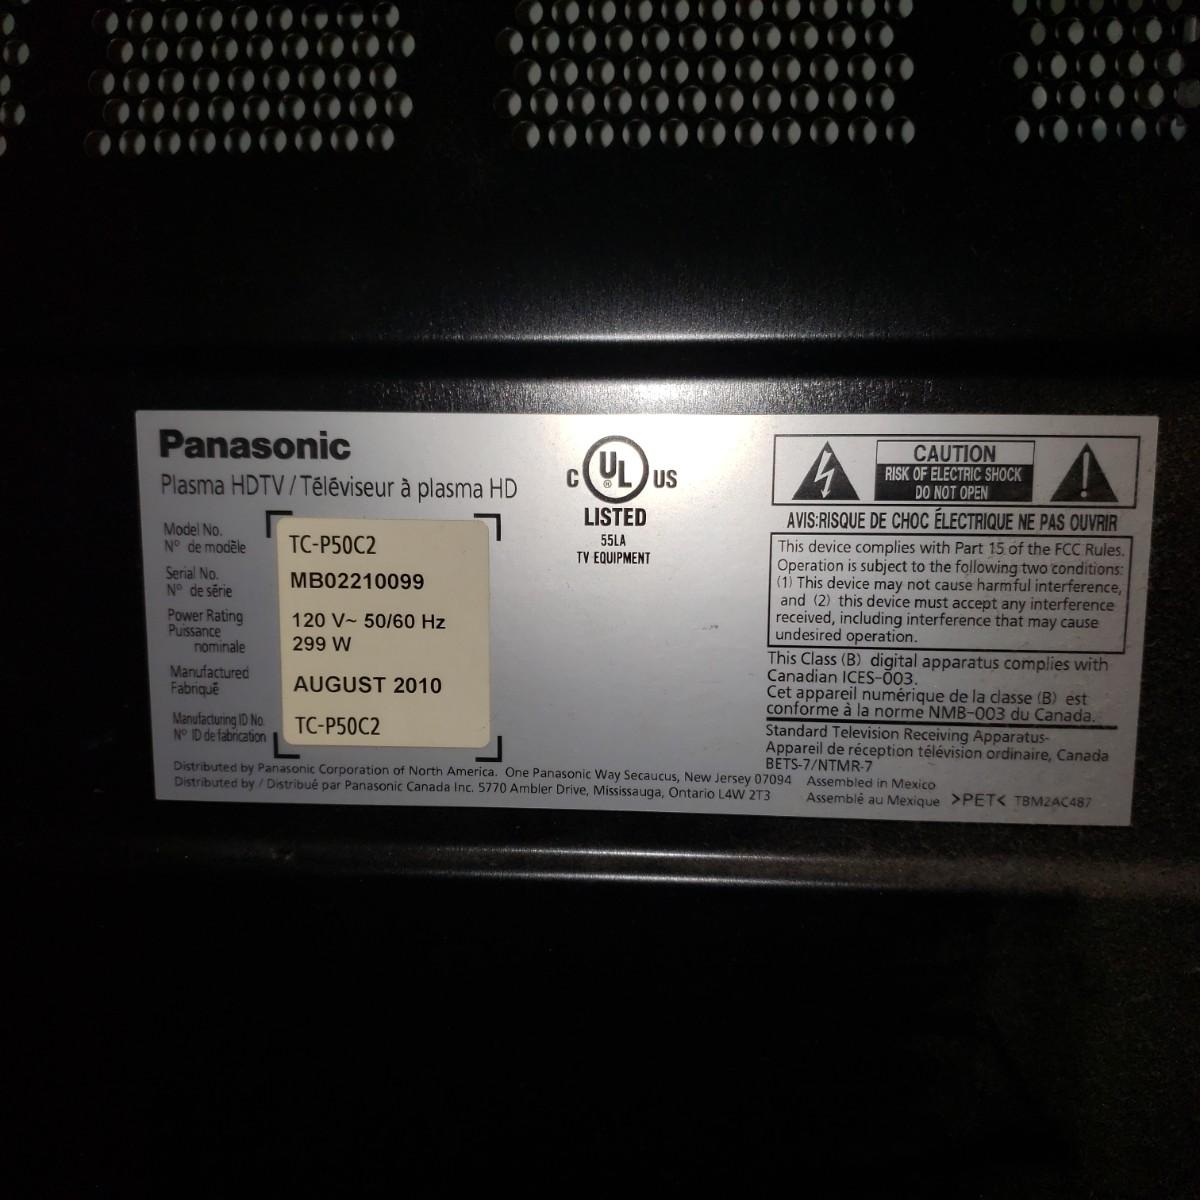 Panasonic
Plasma HDTV / Téléviseur à plasma HD
Model No.
N° de modèle
TC-P50C2
Serial No.
N° de série
MB02210099
Power Rating
Puissance
nominale
120 V~ 50/60 Hz
299 W
Manufactured
Fabriqué
AUGUST 2010
Manufacturing ID No.
N° ID de fabrication
TC-P50C2
C UL ® US
LISTED
55LA
TV EQUIPMENT
CAUTION
RISK OF ELECTRIC SHOCK
DO NOT OPEN
AVIS:RISQUE DE CHOC ÉLECTRIQUE NE PAS OUVRIR
This device complies with Part 15 of the FCC Rules.
Operation is subject to the following two conditions:
(1) This device may not cause harmful interference,
and (2) this device must accept any interference
received, including interference that may cause
undesired operation.
This Class (B) digital apparatus complies with
Canadian ICES-003.
Cet appareil numérique de la classe (B) est
conforme à la norme NMB-003 du Canada.
Standard Television Receiving Apparatus-
Appareil de réception télévision ordinaire, Canada
BETS-7/NTMR-7
Distributed by Panasonic Corporation of North America. One Panasonic Way Secaucus, New Jersey 07094
Distributed by / Distribué par Panasonic Canada Inc. 5770 Ambler Drive, Mississauga, Ontario L4W 2T3
Assembled in Mexico
Assemblé au Mexique >PET< TBM2AC487